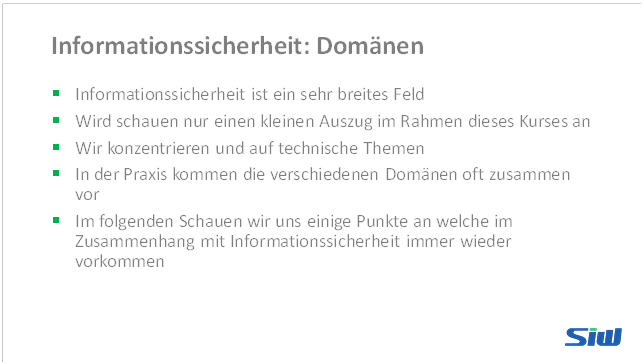 Informationssicherheit: Domänen
Informationssicherheit ist ein sehr breites Feld
Wird schauen nur einen kleinen Auszug im Rahmen dieses Kurses an
Wir konzentrieren und auf technische Themen
In der Praxis kommen die verschiedenen Domänen oft zusammen
vor
Im folgenden Schauen wir uns einige Punkte an welche im
Zusammenhang mit Informationssicherheit immer wieder
vorkommen
SiW